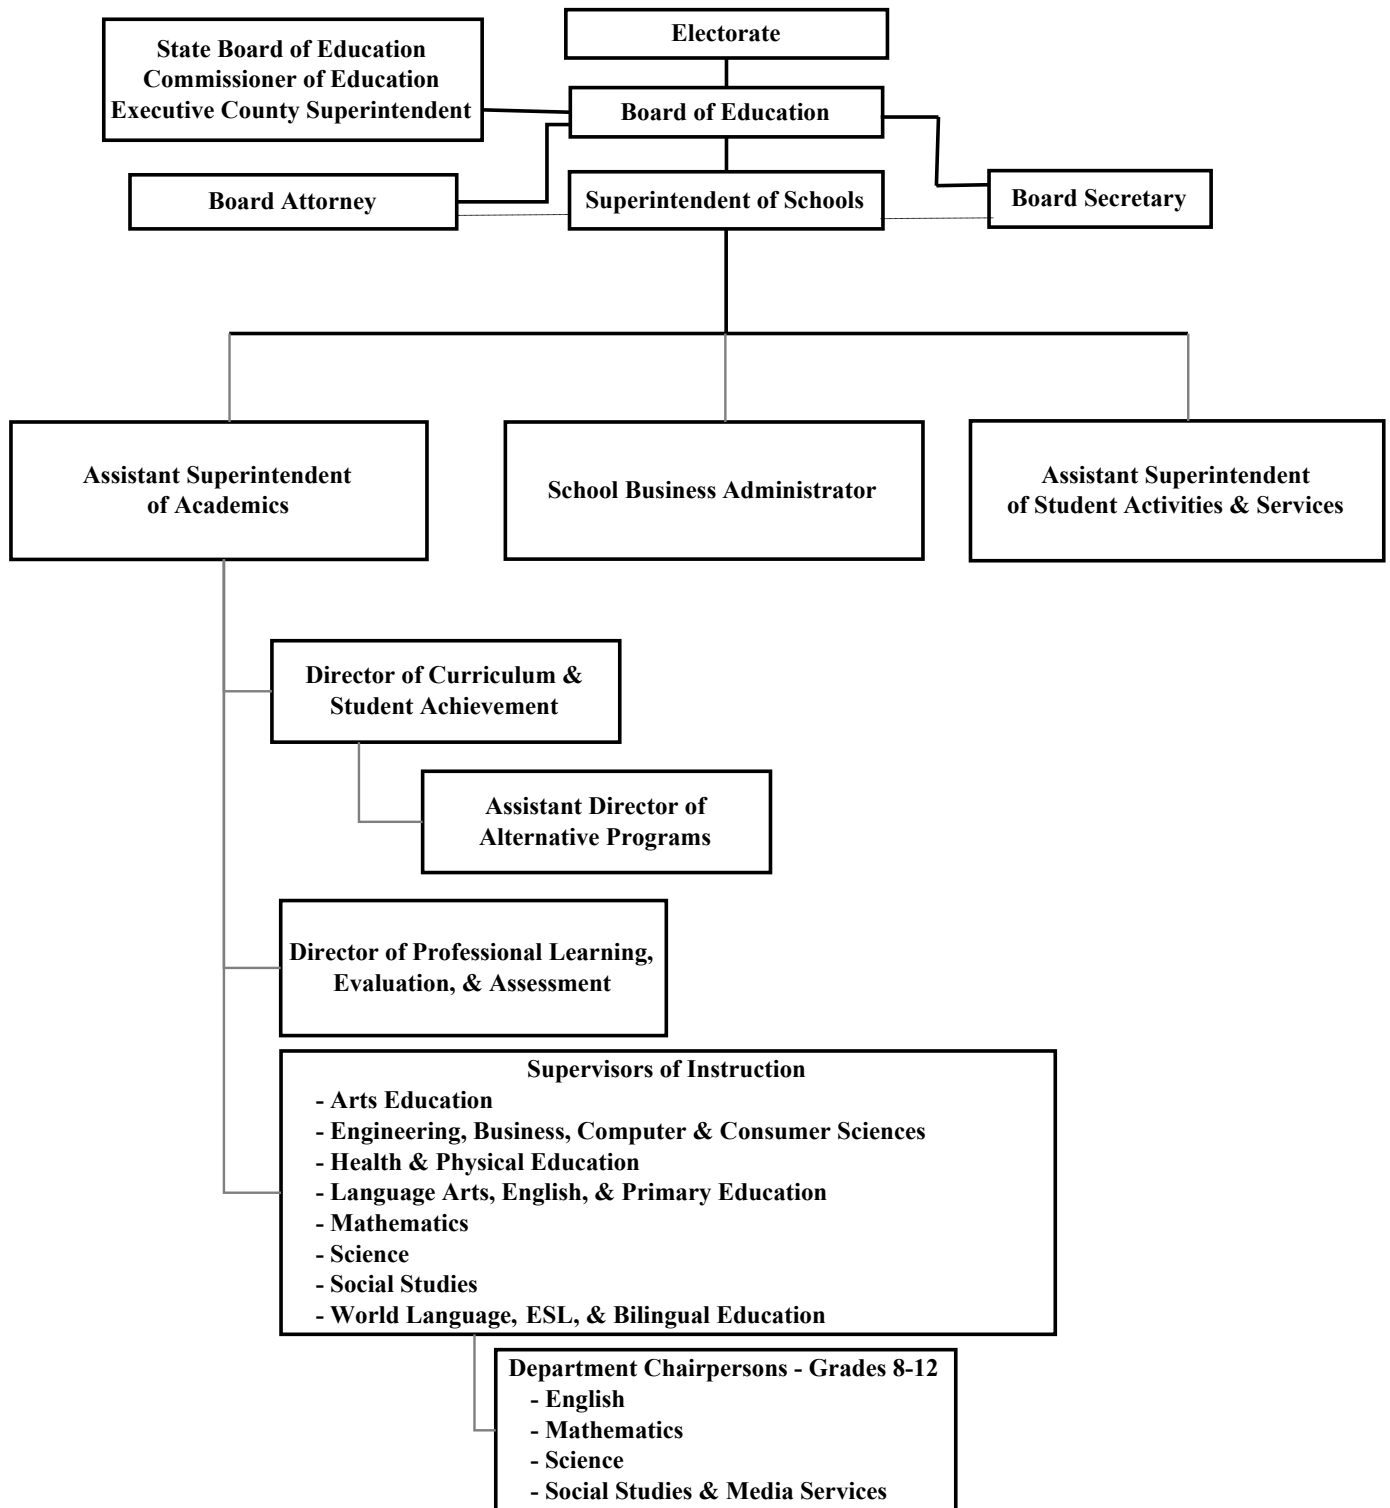 Electorate
State Board of Education
Commissioner of Education
Executive County Superintendent
Board of Education
Board Attorney
Superintendent of Schools
Board Secretary
Assistant Superintendent
of Academics
School Business Administrator
Assistant Superintendent
of Student Activities & Services
Director of Curriculum &
Student Achievement
Assistant Director of
Alternative Programs
Director of Professional Learning,
Evaluation, & Assessment
Supervisors of Instruction
- Arts Education
- Engineering, Business, Computer & Consumer Sciences
- Health & Physical Education
- Language Arts, English, & Primary Education
- Mathematics
- Science
- Social Studies
- World Language, ESL, & Bilingual Education
Department Chairpersons - Grades 8-12
- English
- Mathematics
- Science
- Social Studies & Media Services